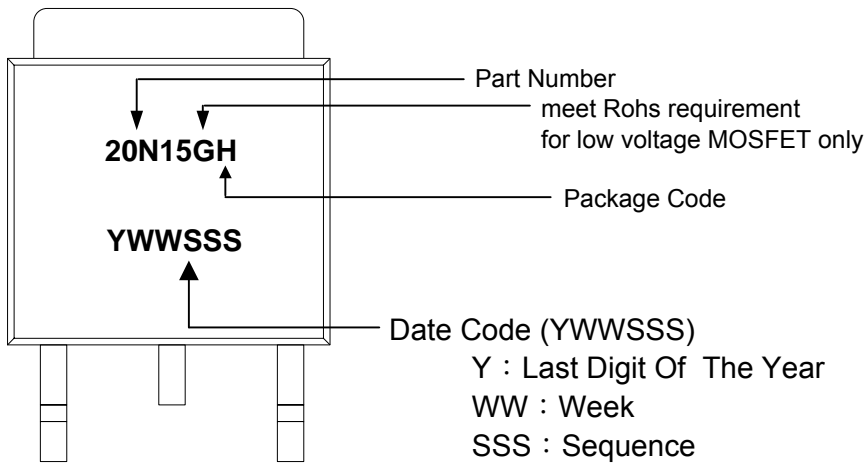 Part Number
meet Rohs requirement
for low voltage MOSFET only
20N15GH
Package Code
YWWSSS
Date Code (YWWSSS)
Y：Last Digit Of The Year
WW：Week
SSS：Sequence